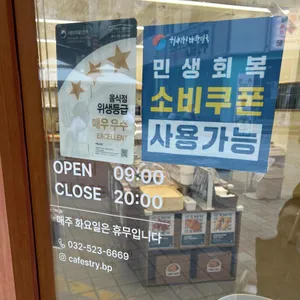 음식점
위생등급
매우우수
EXCELLENT
민생회복
소비쿠폰
사용가능
OPEN 09:00
CLOSE 20:00
매주 화요일은 휴무입니다
032-523-6669
cafestry.bp